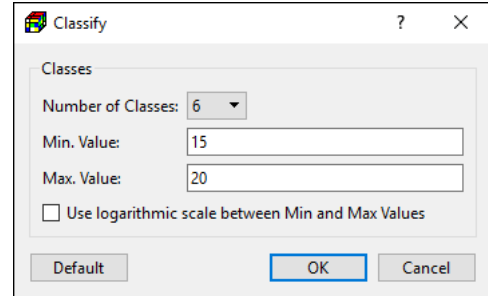 Classify ? ×
Classes
Number of Classes: 6
Min. Value: 15
Max. Value: 20
Use logarithmic scale between Min and Max Values
Default OK Cancel